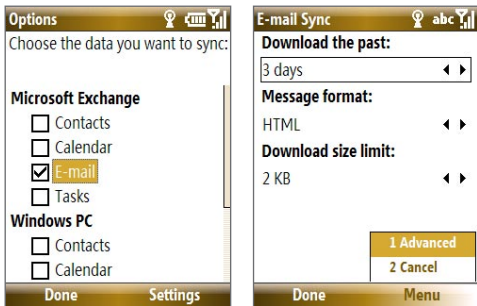 Options
Choose the data you want to sync:
Microsoft Exchange
Contacts
Calendar
E-mail
Tasks
Windows PC
Contacts
Calendar
Done Settings
E-mail Sync abc
Download the past:
3 days
Message format:
HTML
Download size limit:
2 KB
1 Advanced
2 Cancel
Done Menu